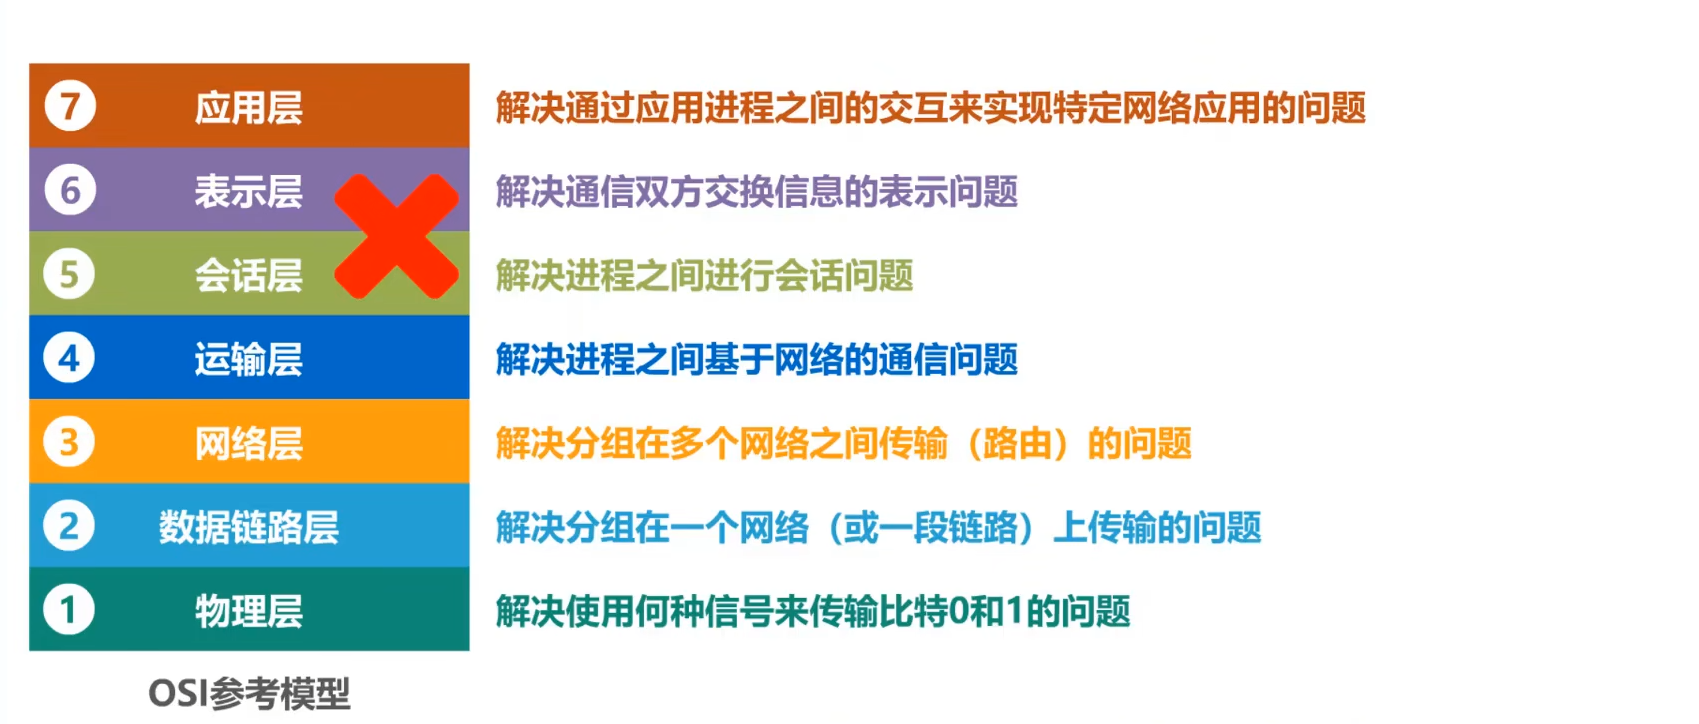 7 应用层 解决通过应用进程之间的交互来实现特定网络应用的问题
6 表示层 解决通信双方交换信息的表示问题
5 会话层 解决进程之间进行会话问题
4 运输层 解决进程之间基于网络的通信问题
3 网络层 解决分组在多个网络之间传输（路由）的问题
2 数据链路层 解决分组在一个网络（或一段链路）上传输的问题
1 物理层 解决使用何种信号来传输比特0和1的问题
OSI参考模型